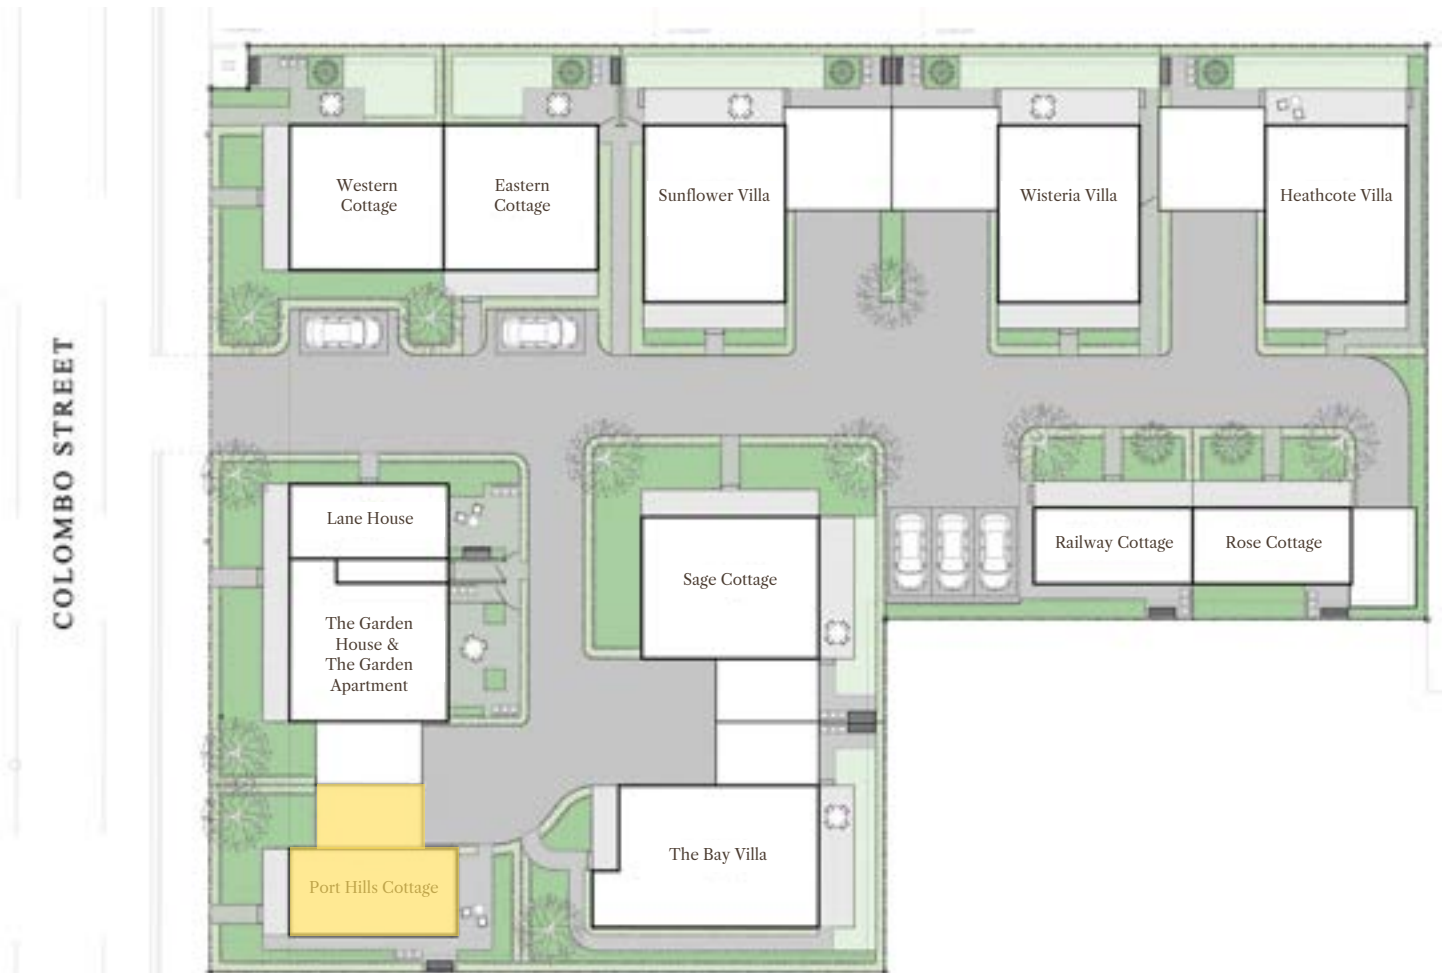 Western
Cottage
Eastern
Cottage
Sunflower Villa
Wisteria Villa
Heathcote Villa
COLOMBO STREET
Lane House
Railway Cottage
Rose Cottage
Sage Cottage
The Garden
House &
The Garden
Apartment
The Bay Villa
Port Hills Cottage